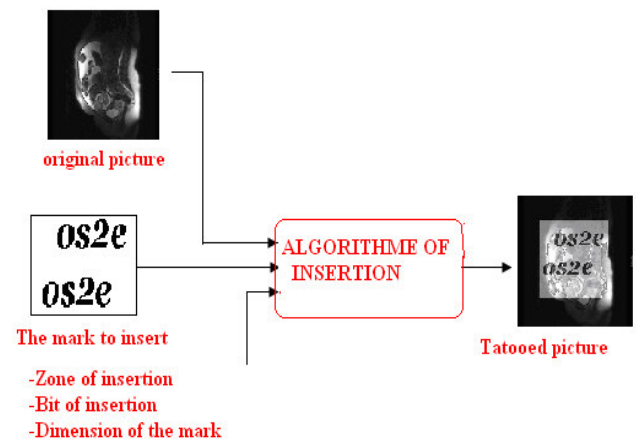 original picture
os2e
os2e
The mark to insert
-Zone of insertion
-Bit of insertion
-Dimension of the mark
ALGORITHME OF
INSERTION
os2e
os2e
Tatooed picture